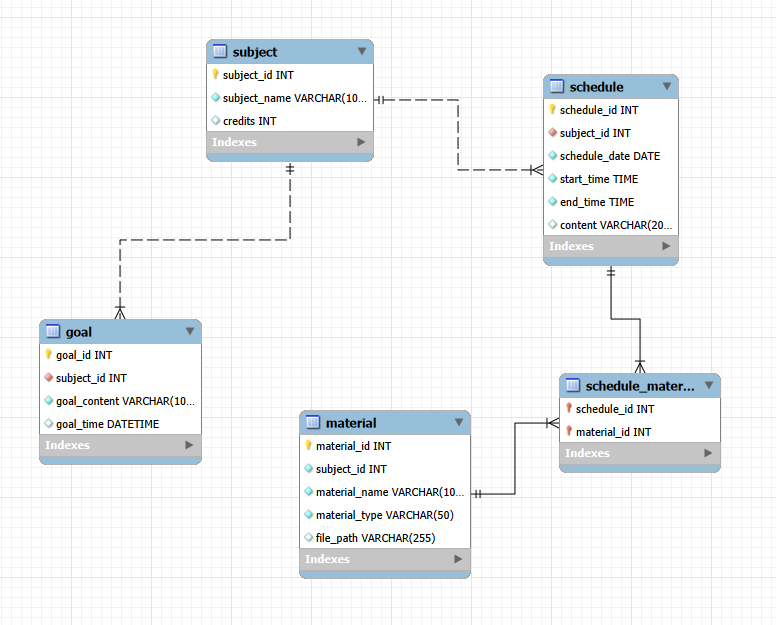 subject
subject_id INT
subject_name VARCHAR(10...
credits INT
Indexes
schedule
schedule_id INT
subject_id INT
schedule_date DATE
start_time TIME
end_time TIME
content VARCHAR(20...
Indexes
goal
goal_id INT
subject_id INT
goal_content VARCHAR(10...
goal_time DATETIME
Indexes
material
material_id INT
subject_id INT
material_name VARCHAR(10...
material_type VARCHAR(50)
file_path VARCHAR(255)
Indexes
schedule_mater...
schedule_id INT
material_id INT
Indexes